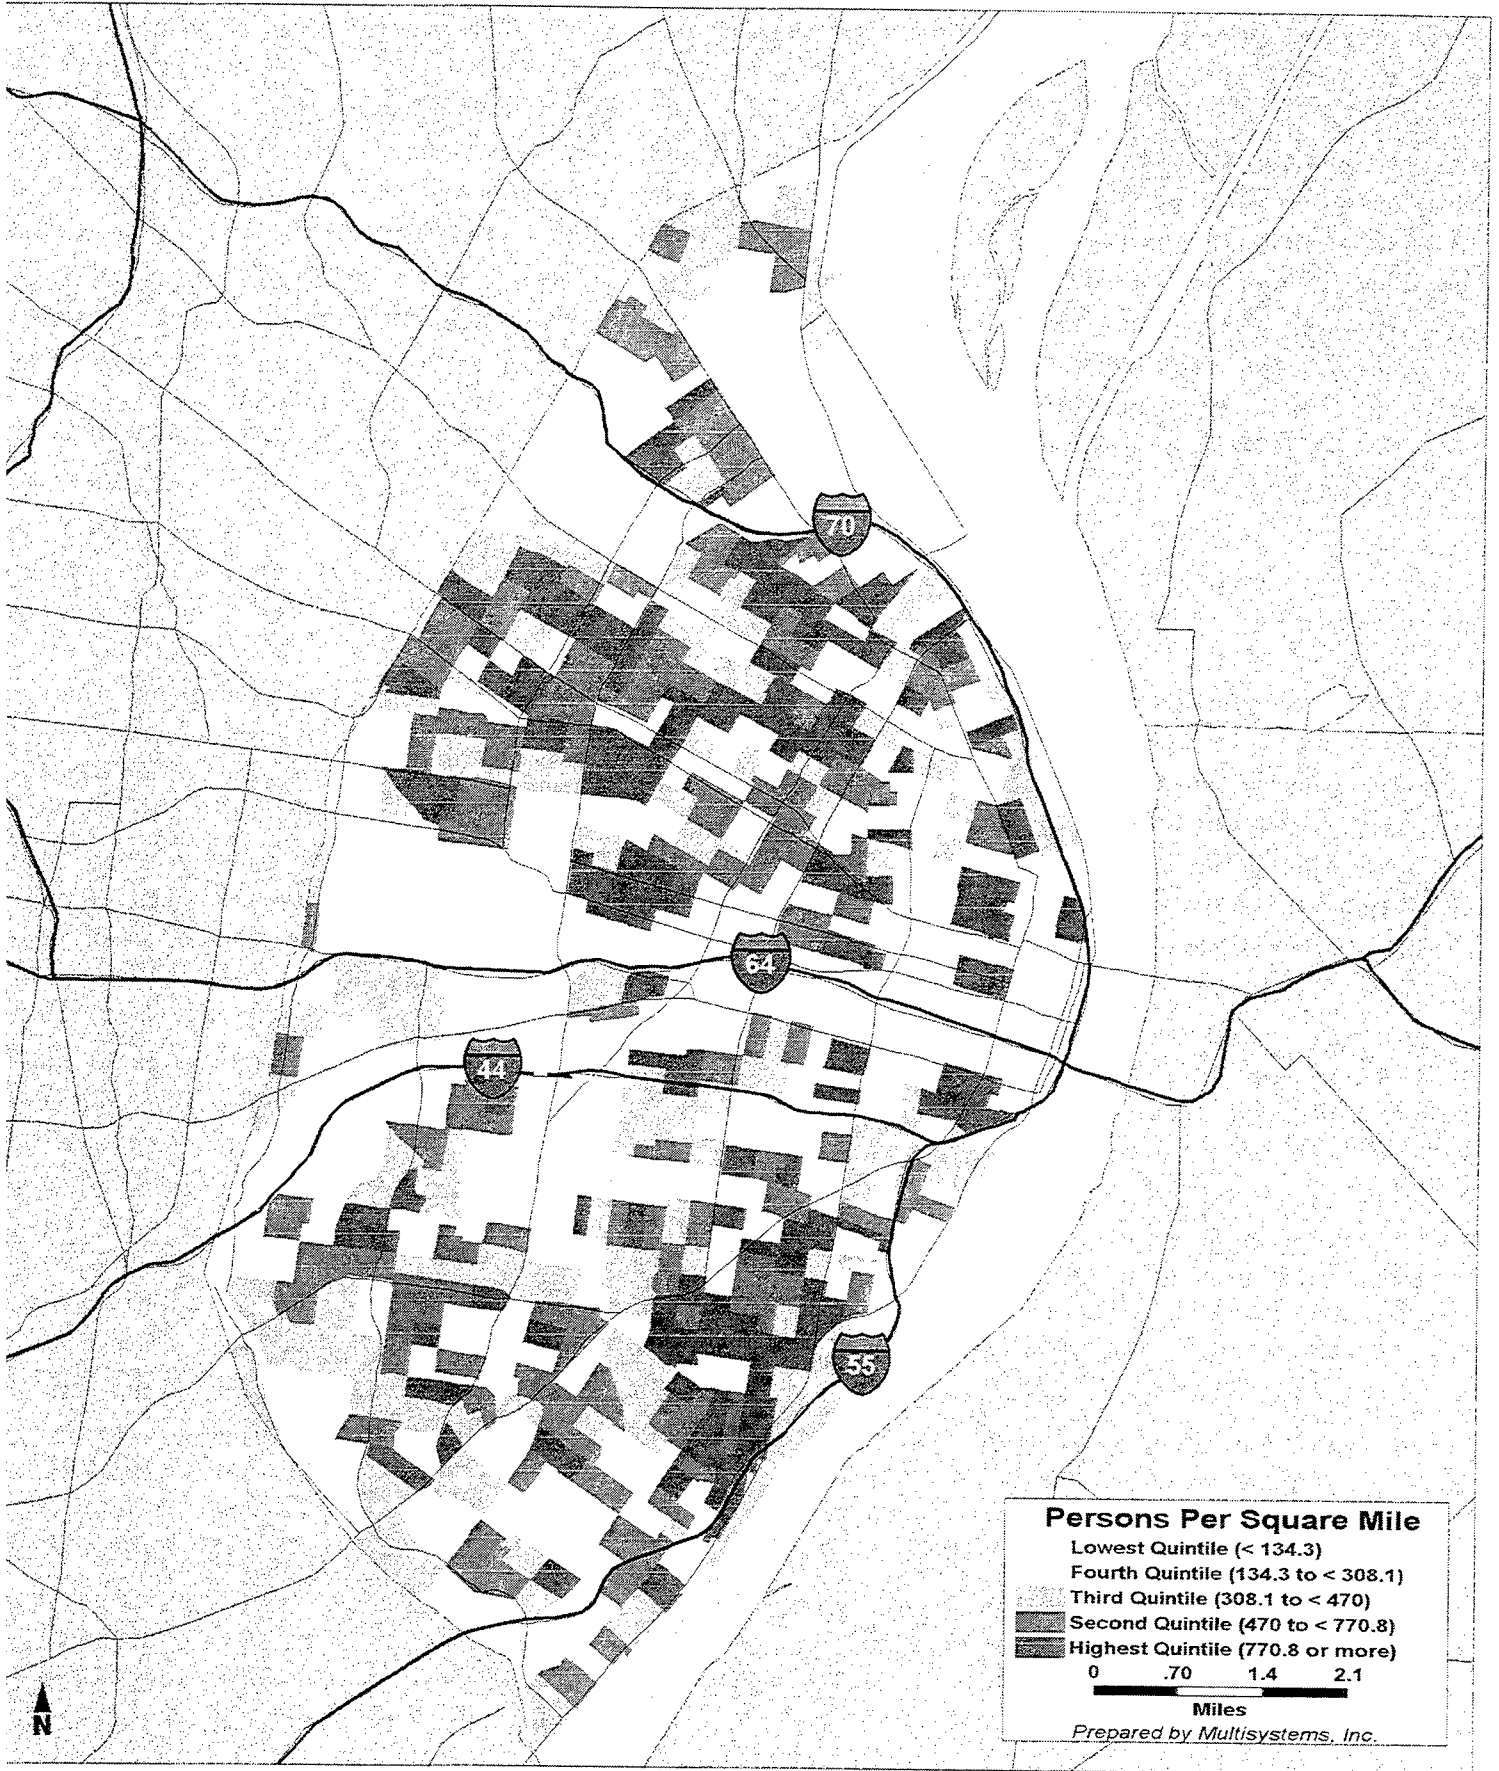 70
64
44
55
Persons Per Square Mile
Lowest Quintile (< 134.3)
Fourth Quintile (134.3 to < 308.1)
Third Quintile (308.1 to < 470)
Second Quintile (470 to < 770.8)
Highest Quintile (770.8 or more)
0 .70 1.4 2.1
Miles
Prepared by Multisystems, Inc.
N